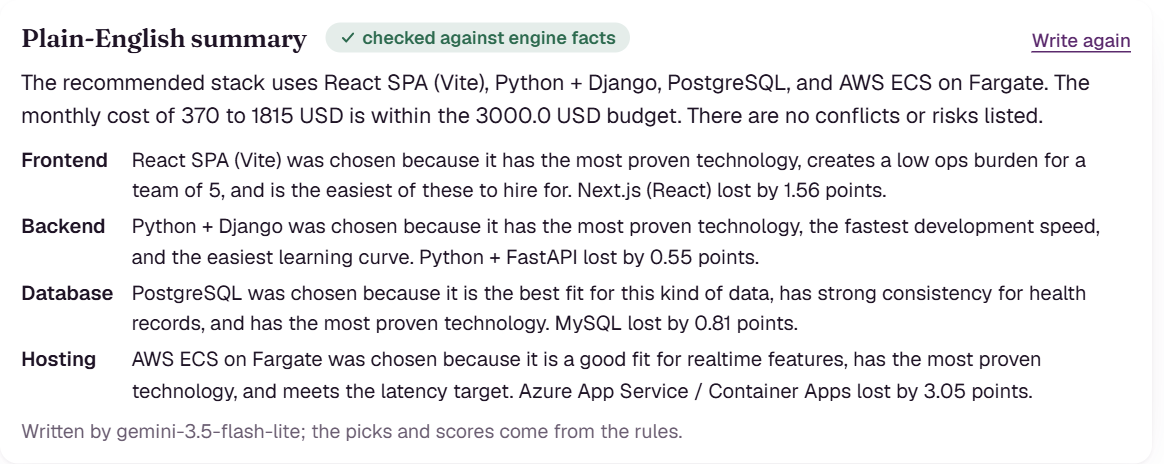 Plain-English summary
✓ checked against engine facts
Write again
The recommended stack uses React SPA (Vite), Python + Django, PostgreSQL, and AWS ECS on Fargate. The
monthly cost of 370 to 1815 USD is within the 3000.0 USD budget. There are no conflicts or risks listed.
Frontend React SPA (Vite) was chosen because it has the most proven technology, creates a low ops burden for a
team of 5, and is the easiest of these to hire for. Next.js (React) lost by 1.56 points.
Backend Python + Django was chosen because it has the most proven technology, the fastest development speed,
and the easiest learning curve. Python + FastAPI lost by 0.55 points.
Database PostgreSQL was chosen because it is the best fit for this kind of data, has strong consistency for health
records, and has the most proven technology. MySQL lost by 0.81 points.
Hosting AWS ECS on Fargate was chosen because it is a good fit for realtime features, has the most proven
technology, and meets the latency target. Azure App Service / Container Apps lost by 3.05 points.
Written by gemini-3.5-flash-lite; the picks and scores come from the rules.